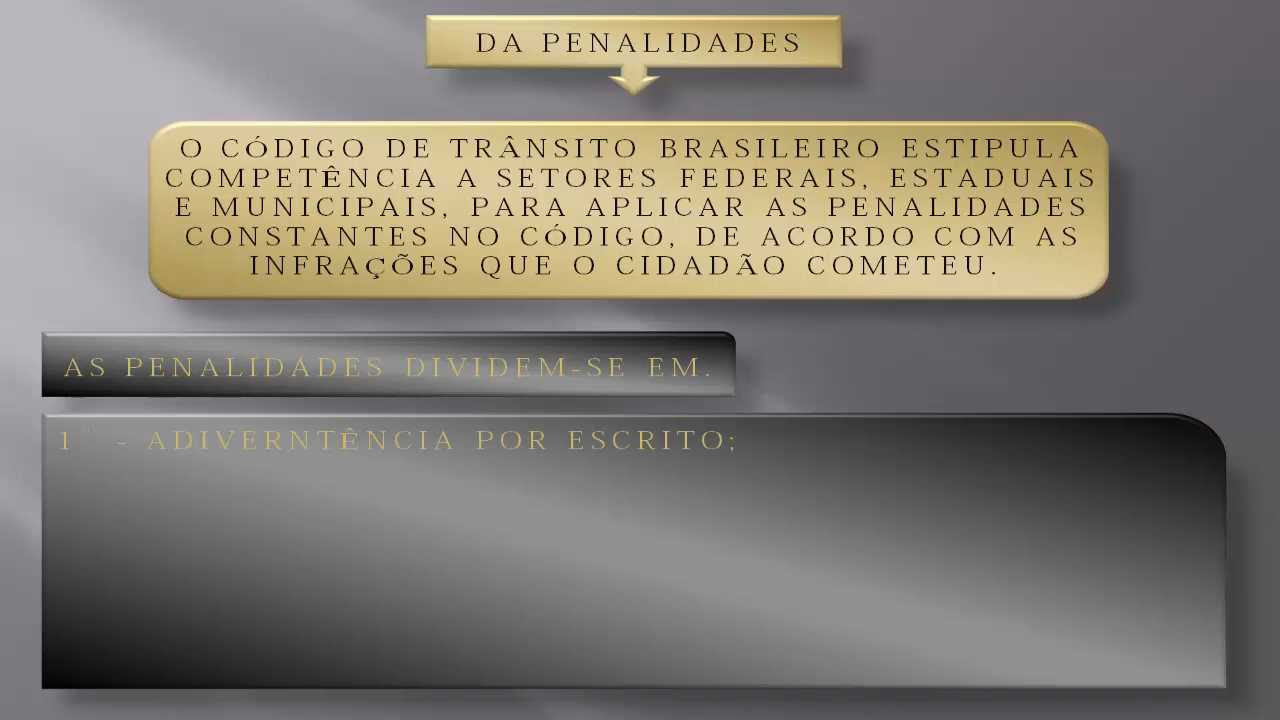 DA PENALIDADES
O CÓDIGO DE TRÂNSITO BRASILEIRO ESTIPULA
COMPETÊNCIA A SETORES FEDERAIS, ESTADUAIS
E MUNICIPAIS, PARA APLICAR AS PENALIDADES
CONSTANTES NO CÓDIGO, DE ACORDO COM AS
INFRAÇÕES QUE O CIDADÃO COMETEU.
AS PENALIDADES DIVIDEM-SE EM.
1¨ - ADIVERNTÊNCIA POR ESCRITO;